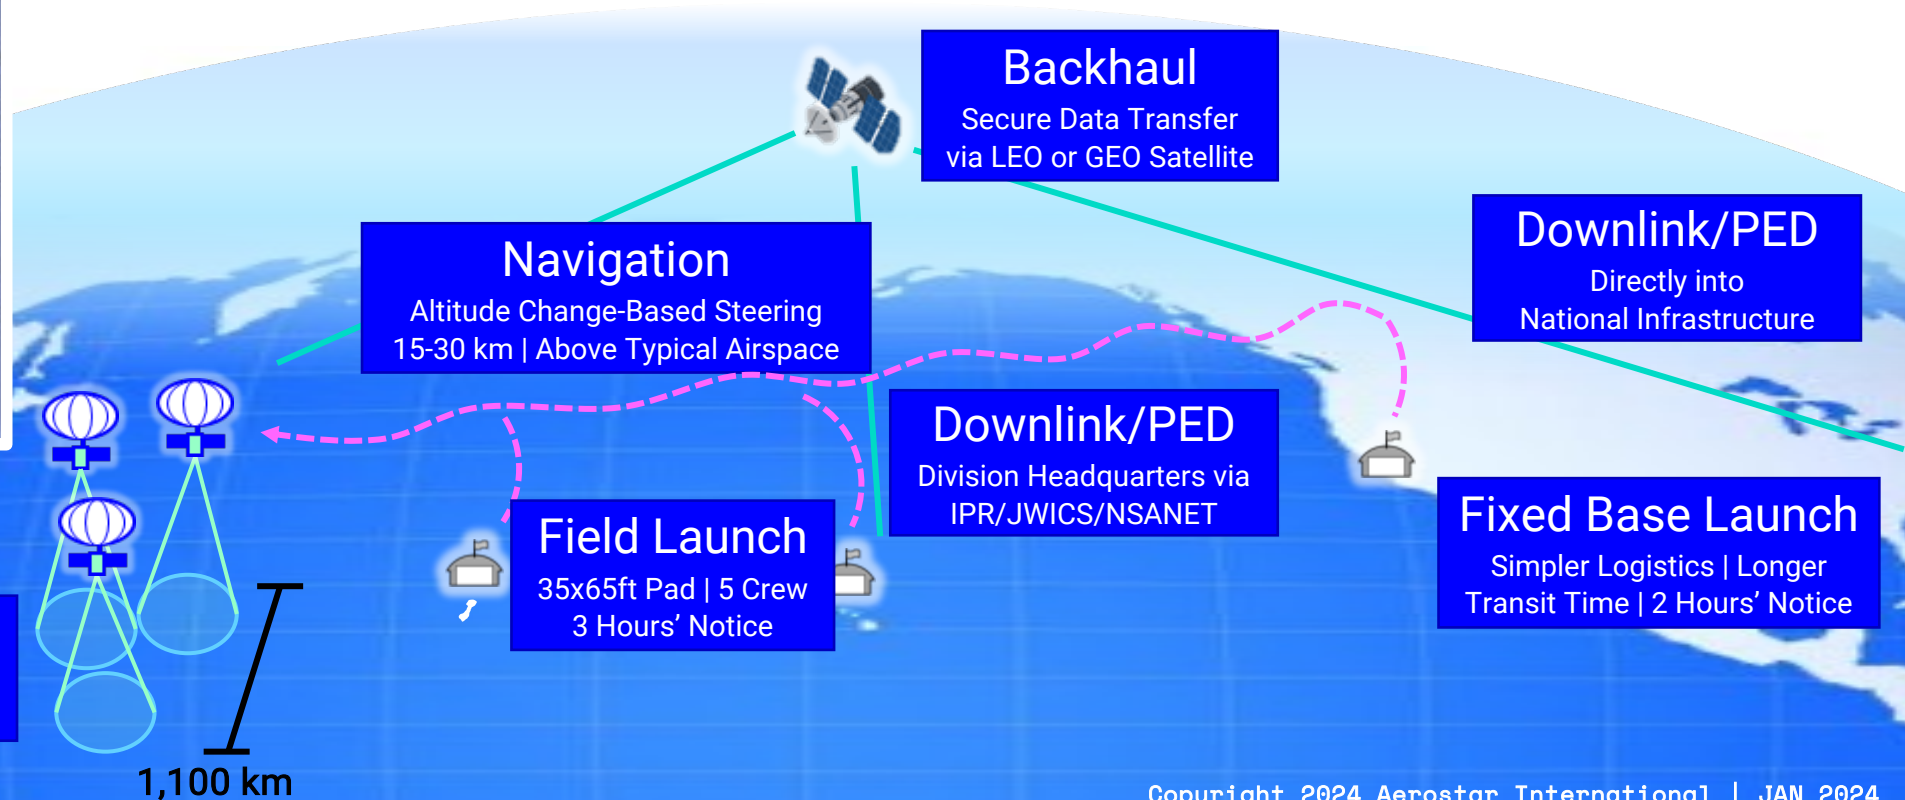 Backhaul
Secure Data Transfer
via LEO or GEO Satellite
Downlink/PED
Directly into
National Infrastructure
Navigation
Altitude Change-Based Steering
15-30 km | Above Typical Airspace
Downlink/PED
Division Headquarters via
IPR/JWICS/NSANET
Fixed Base Launch
Simpler Logistics | Longer
Transit Time | 2 Hours’ Notice
Field Launch
35x65ft Pad | 5 Crew
3 Hours’ Notice
1,100 km
Copyright 2024 Aerostar International | JAN 2024